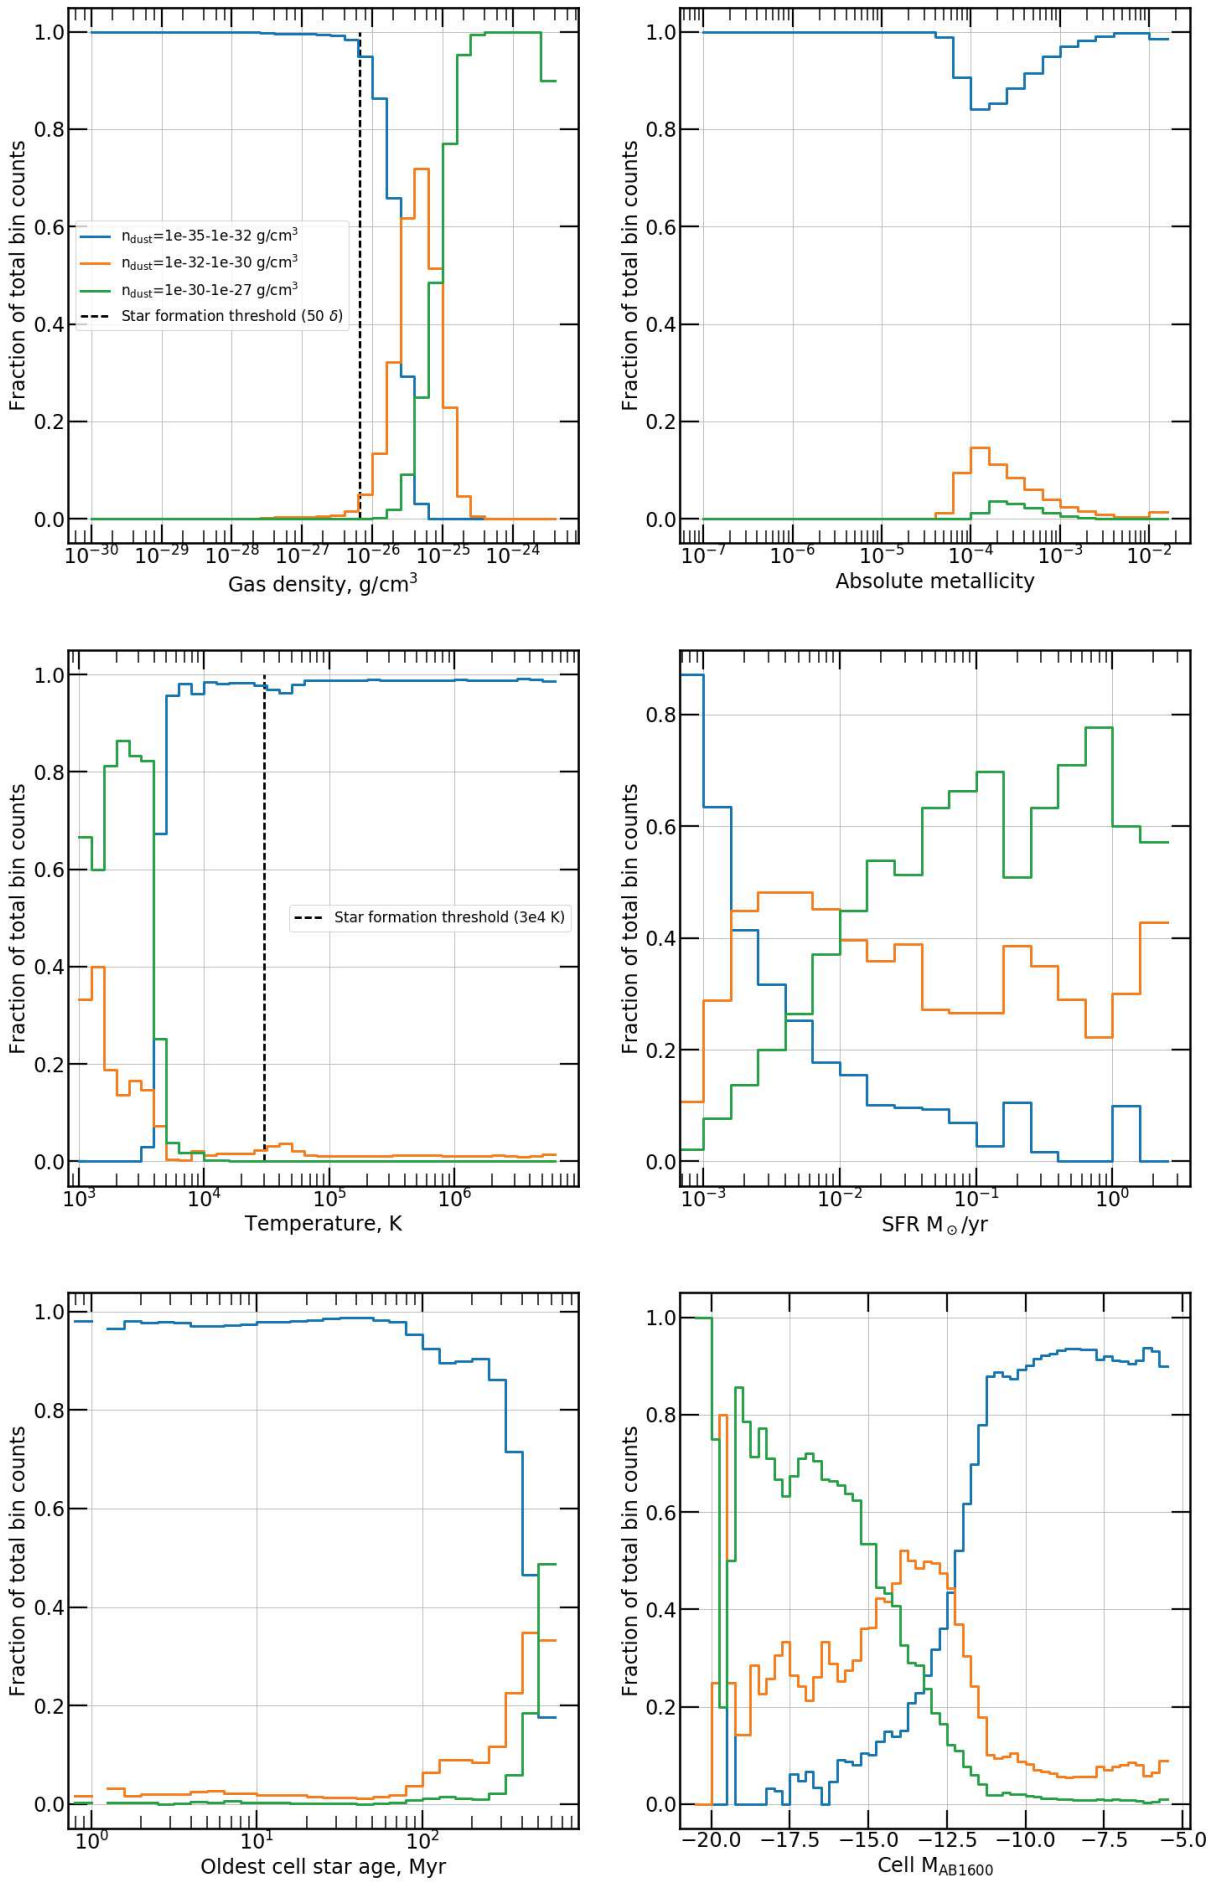 1.0
0.8
0.6
0.4
0.2
0.0
Fraction of total bin counts
n_dust=1e-35-1e-32 g/cm³
n_dust=1e-32-1e-30 g/cm³
n_dust=1e-30-1e-27 g/cm³
Star formation threshold (50 δ)
10⁻³⁰ 10⁻²⁹ 10⁻²⁸ 10⁻²⁷ 10⁻²⁶ 10⁻²⁵ 10⁻²⁴
Gas density, g/cm³
1.0
0.8
0.6
0.4
0.2
0.0
Fraction of total bin counts
10⁻⁷ 10⁻⁶ 10⁻⁵ 10⁻⁴ 10⁻³ 10⁻²
Absolute metallicity
1.0
0.8
0.6
0.4
0.2
0.0
Fraction of total bin counts
Star formation threshold (3e4 K)
10³ 10⁴ 10⁵ 10⁶
Temperature, K
0.8
0.6
0.4
0.2
0.0
Fraction of total bin counts
10⁻³ 10⁻² 10⁻¹ 10⁰
SFR M_⊙/yr
1.0
0.8
0.6
0.4
0.2
0.0
Fraction of total bin counts
10⁰ 10¹ 10²
Oldest cell star age, Myr
1.0
0.8
0.6
0.4
0.2
0.0
Fraction of total bin counts
−20.0 −17.5 −15.0 −12.5 −10.0 −7.5 −5.0
Cell M_AB1600